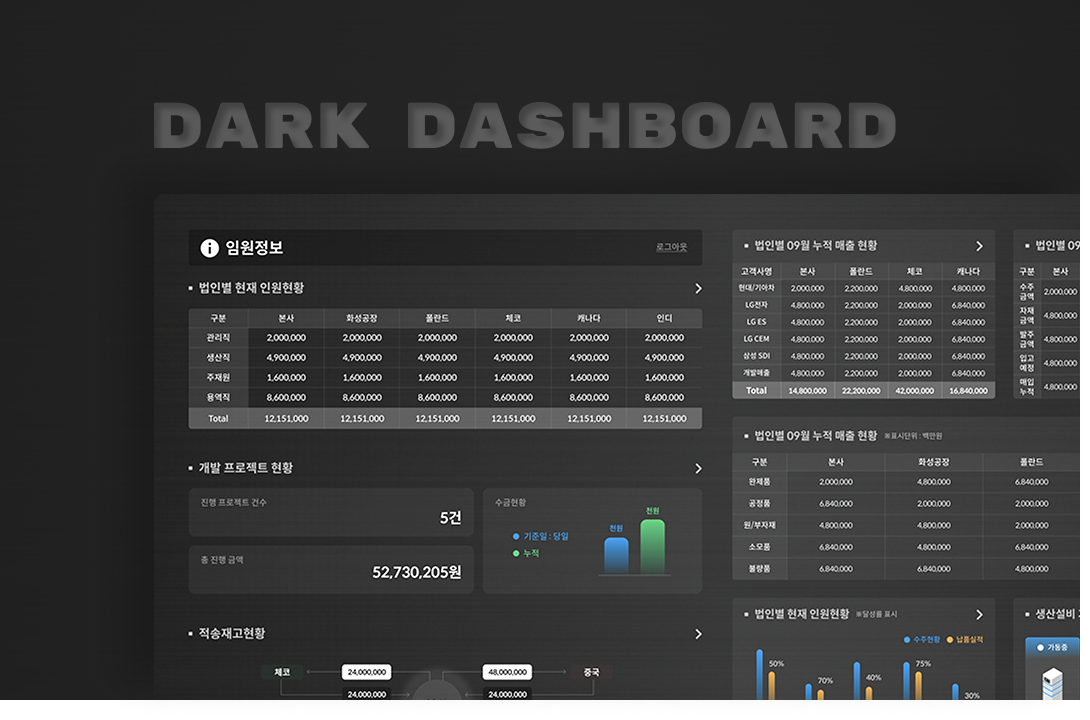 DARK DASHBOARD
임원정보
로그아웃
법인별 현재 인원현황
구분 본사 화성공장 폴란드 체코 캐나다 인디
관리직 2,000,000 2,000,000 2,000,000 2,000,000 2,000,000 2,000,000
생산직 4,900,000 4,900,000 4,900,000 4,900,000 4,900,000 4,900,000
주재원 1,600,000 1,600,000 1,600,000 1,600,000 1,600,000 1,600,000
용역직 8,600,000 8,600,000 8,600,000 8,600,000 8,600,000 8,600,000
Total 12,151,000 12,151,000 12,151,000 12,151,000 12,151,000 12,151,000
개발 프로젝트 현황
진행 프로젝트 건수
5건
총 진행 금액
52,730,205원
수금현황
기준일 : 당일
누적
천원
천원
적송재고현황
체코 24,000,000 48,000,000 중국
24,000,000 24,000,000
법인별 09월 누적 매출 현황
고객사명 본사 폴란드 체코 캐나다
현대/기아차 2,000,000 2,200,000 4,800,000 4,800,000
LG전자 4,800,000 2,200,000 2,000,000 6,840,000
LG ES 4,800,000 2,200,000 2,000,000 6,840,000
LG CEM 4,800,000 2,200,000 2,000,000 6,840,000
삼성 SDI 4,800,000 2,200,000 2,000,000 6,840,000
개발매출 4,800,000 2,200,000 2,000,000 6,840,000
Total 14,800,000 22,200,000 42,000,000 16,840,000
법인별 09
구분 본사
수주
금액 2,000,000
자재
금액 4,800,000
발주
금액 4,800,000
입고
예정 4,800,000
매입
누적 4,800,000
법인별 09월 누적 매출 현황 ※표시단위 : 백만원
구분 본사 화성공장 폴란드
완제품 2,000,000 4,800,000 6,840,000
공정품 6,840,000 2,000,000 2,000,000
원/부자재 4,800,000 4,800,000 2,000,000
소모품 6,840,000 4,800,000 6,840,000
불량품 6,840,000 6,840,000 4,800,000
법인별 현재 인원현황 ※달성률 표시
수주현황 납품실적
50% 70% 40% 75% 30%
생산설비
가동중